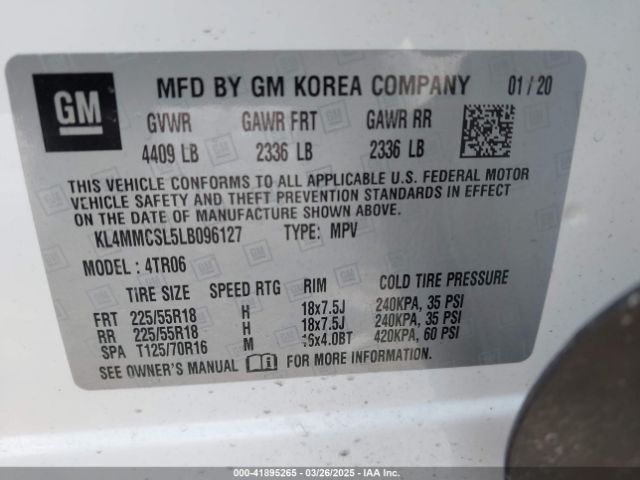 GM
MFD BY GM KOREA COMPANY 01/20
GVWR GAWR FRT GAWR RR
4409 LB 2336 LB 2336 LB
THIS VEHICLE CONFORMS TO ALL APPLICABLE U.S. FEDERAL MOTOR
VEHICLE SAFETY AND THEFT PREVENTION STANDARDS IN EFFECT
ON THE DATE OF MANUFACTURE SHOWN ABOVE.
KL4MMCSL5LB096127 TYPE: MPV
MODEL: 4TR06
TIRE SIZE SPEED RTG RIM COLD TIRE PRESSURE
FRT 225/55R18 H 18x7.5J 240KPA, 35 PSI
RR 225/55R18 H 18x7.5J 240KPA, 35 PSI
SPA T125/70R16 M 16x4.0BT 420KPA, 60 PSI
SEE OWNER'S MANUAL FOR MORE INFORMATION.
000-41895265 - 03/26/2025 - IAA Inc.